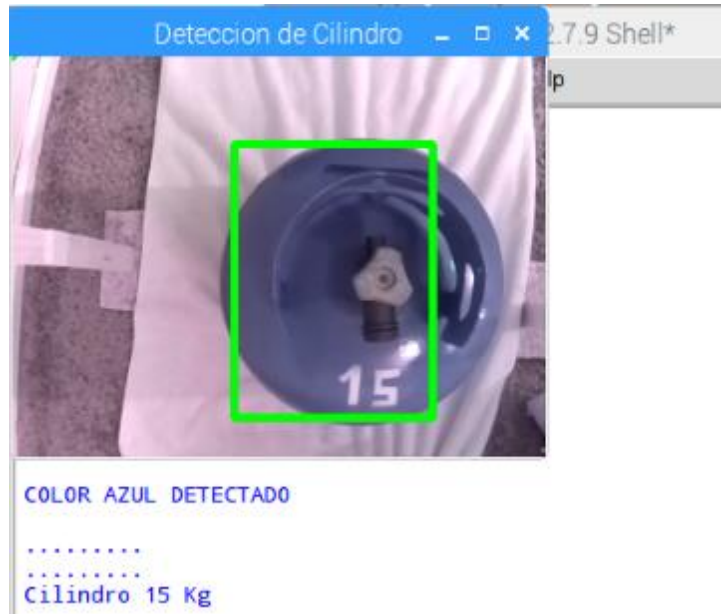 Deteccion de Cilindro
2.7.9 Shell*
lp
15
COLOR AZUL DETECTADO
.........
.........
Cilindro 15 Kg